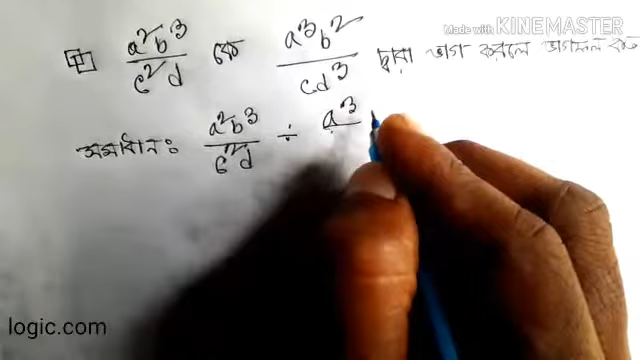 Made with KINEMASTER
a²b³/c²d কে a³b²/cd³ দ্বারা ভাগ করলে ভাগফল কত
সমাধানঃ a²b³/c²d ÷ a³
logic.com